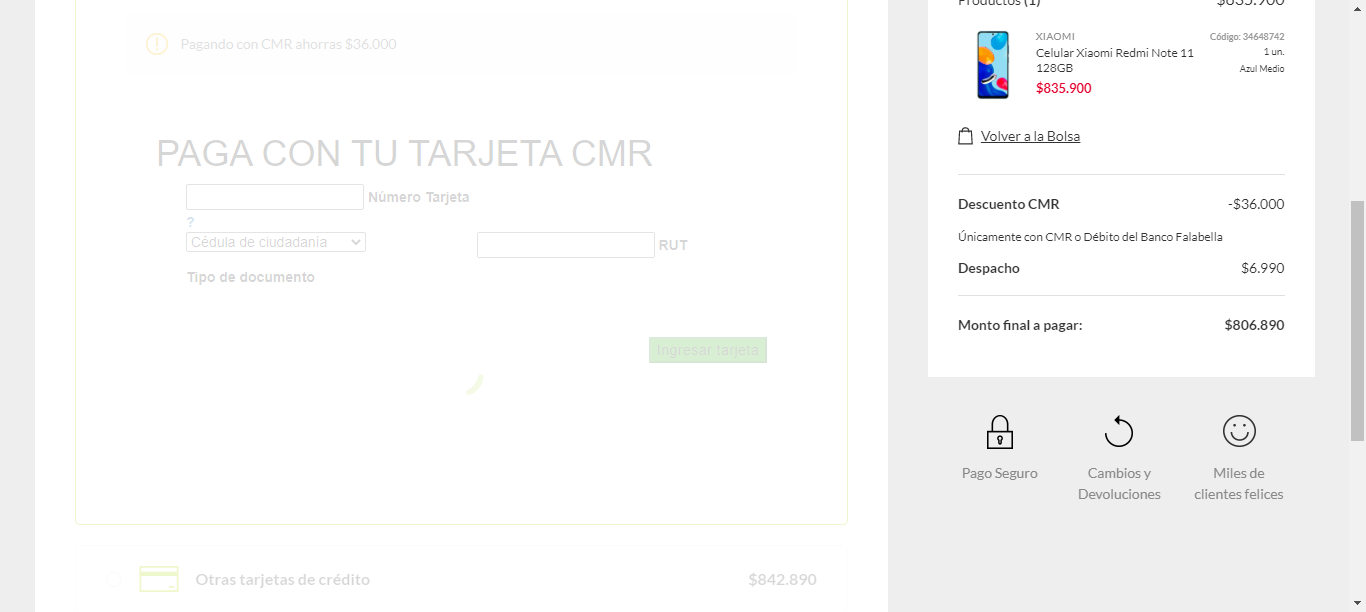 Pagando con CMR ahorras $36.000
PAGA CON TU TARJETA CMR
Número Tarjeta
?
Cédula de ciudadanía
RUT
Tipo de documento
Ingresar tarjeta
Otras tarjetas de crédito $842.890
Productos (1) $835.900
XIAOMI Código: 34648742
Celular Xiaomi Redmi Note 11 1 un.
128GB Azul Medio
$835.900
Volver a la Bolsa
Descuento CMR -$36.000
Únicamente con CMR o Débito del Banco Falabella
Despacho $6.990
Monto final a pagar: $806.890
Pago Seguro
Cambios y
Devoluciones
Miles de
clientes felices